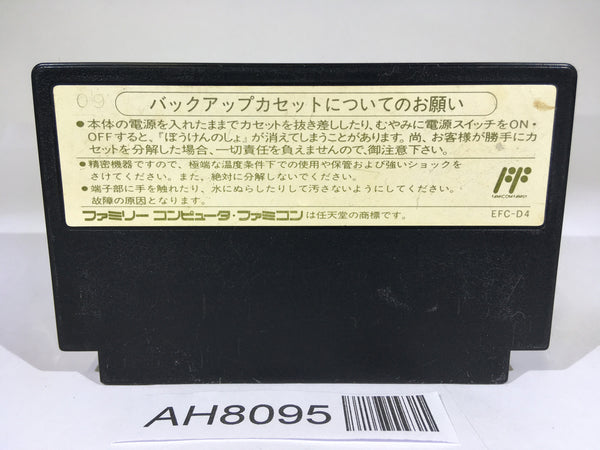 09
バックアップカセットについてのお願い
●本体の電源を入れたままでカセットを抜き差ししたり、むやみに電源スイッチをON・
OFFすると、『ぼうけんのしょ』が消えてしまうことがあります。尚、お客様が勝手にカ
セットを分解した場合、一切責任を負えませんので、御注意下さい。
●精密機器ですので、極端な温度条件下での使用や保管および強いショックを
さけてください。また、絶対に分解しないでください。
●端子部に手を触れたり、水にぬらしたりして汚さないようにしてください。
故障の原因となります。
FF
ファミリー コンピュータ・ファミコンは任天堂の商標です。
EFC-D4
AH8095